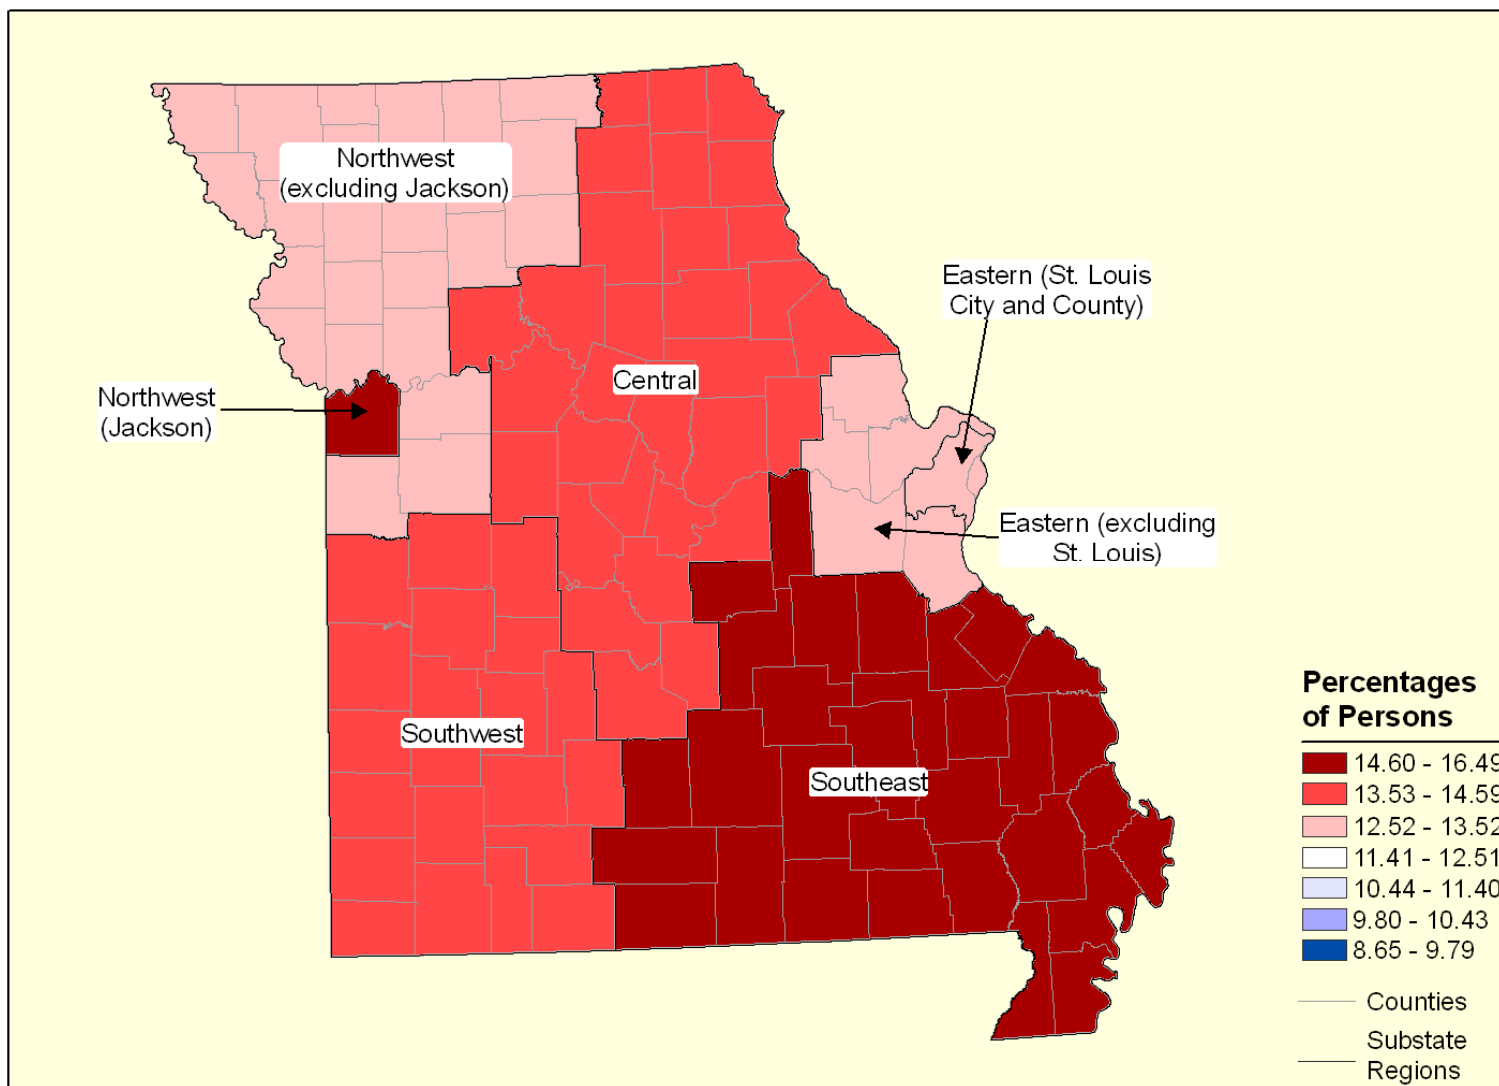 Northwest
(excluding Jackson)
Eastern (St. Louis
City and County)
Central
Northwest
(Jackson)
Eastern (excluding
St. Louis)
Southwest
Southeast
Percentages
of Persons
14.60 - 16.49
13.53 - 14.59
12.52 - 13.52
11.41 - 12.51
10.44 - 11.40
9.80 - 10.43
8.65 - 9.79
Counties
Substate
Regions